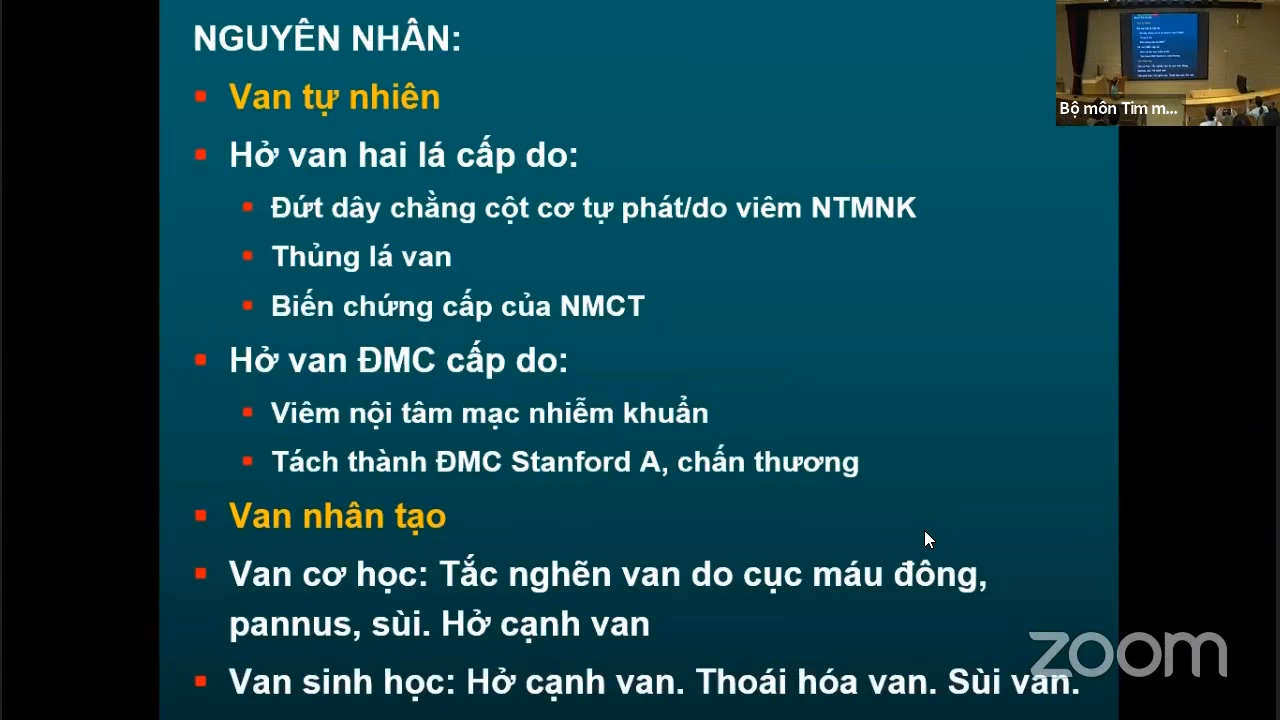 NGUYÊN NHÂN:
Van tự nhiên
Hở van hai lá cấp do:
Đứt dây chằng cột cơ tự phát/do viêm NTMNK
Thủng lá van
Biến chứng cấp của NMCT
Hở van ĐMC cấp do:
Viêm nội tâm mạc nhiễm khuẩn
Tách thành ĐMC Stanford A, chấn thương
Van nhân tạo
Van cơ học: Tắc nghẽn van do cục máu đông,
pannus, sùi. Hở cạnh van
Van sinh học: Hở cạnh van. Thoái hóa van. Sùi van.
Bộ môn Tim m...
zoom